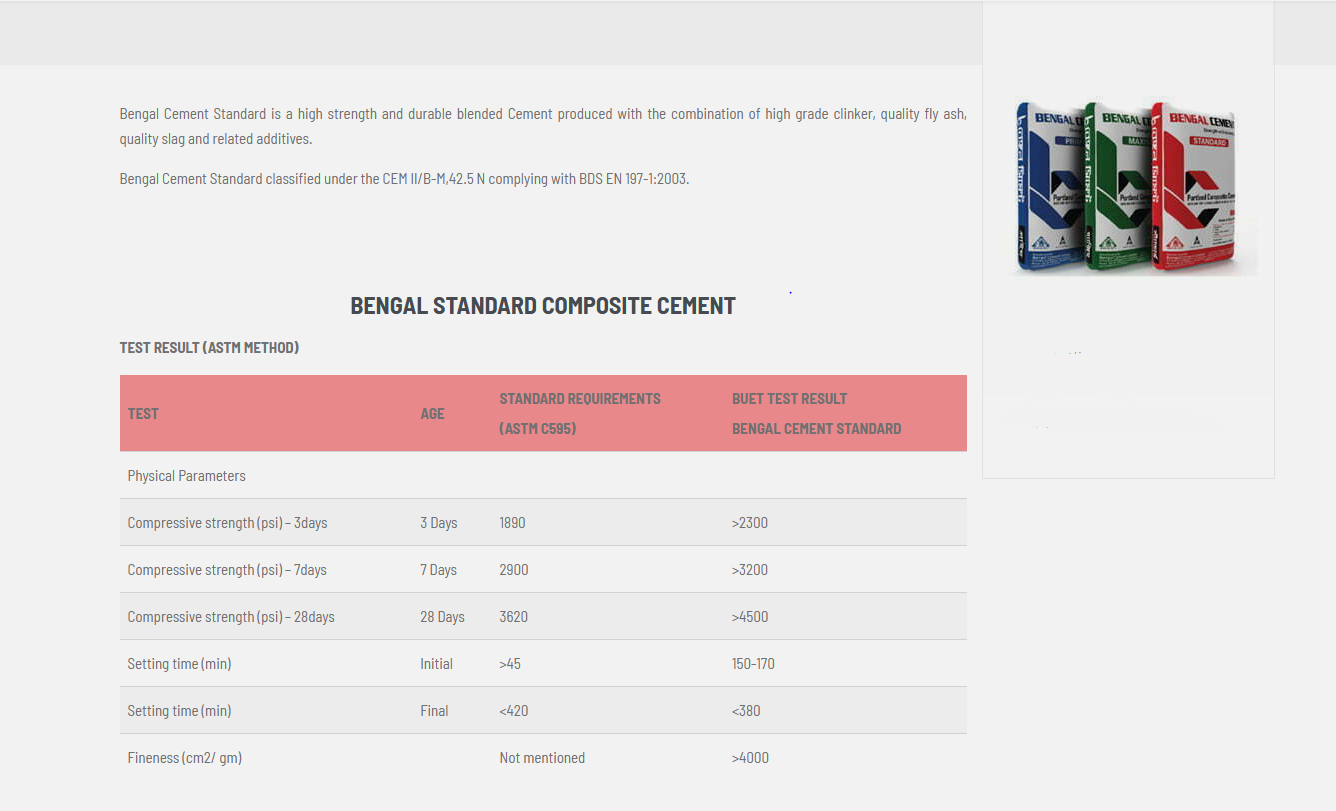 Bengal Cement Standard is a high strength and durable blended Cement produced with the combination of high grade clinker, quality fly ash,
quality slag and related additives.
Bengal Cement Standard classified under the CEM II/B-M,42.5 N complying with BDS EN 197-1:2003.
BENGAL
BENGAL
BENGAL CEMENT
STANDARD
BENGAL STANDARD COMPOSITE CEMENT
TEST RESULT (ASTM METHOD)
TEST AGE STANDARD REQUIREMENTS (ASTM C595) BUET TEST RESULT BENGAL CEMENT STANDARD
Physical Parameters
Compressive strength (psi) – 3days 3 Days 1890 >2300
Compressive strength (psi) – 7days 7 Days 2900 >3200
Compressive strength (psi) – 28days 28 Days 3620 >4500
Setting time (min) Initial >45 150-170
Setting time (min) Final <420 <380
Fineness (cm2/ gm) Not mentioned >4000